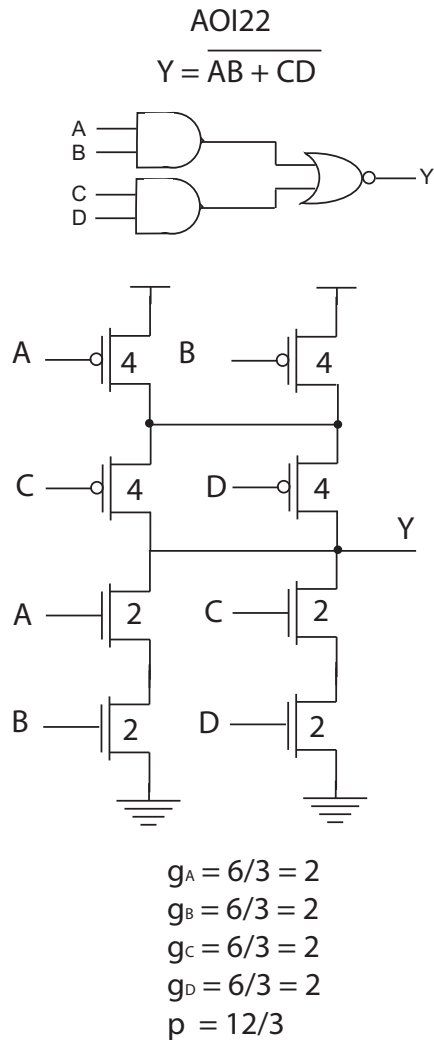 AOI22
Y = \overline{AB + CD}
A
B
C
D
Y
A 4 B 4
C 4 D 4
Y
A 2 C 2
B 2 D 2
gA = 6/3 = 2
gB = 6/3 = 2
gC = 6/3 = 2
gD = 6/3 = 2
p = 12/3